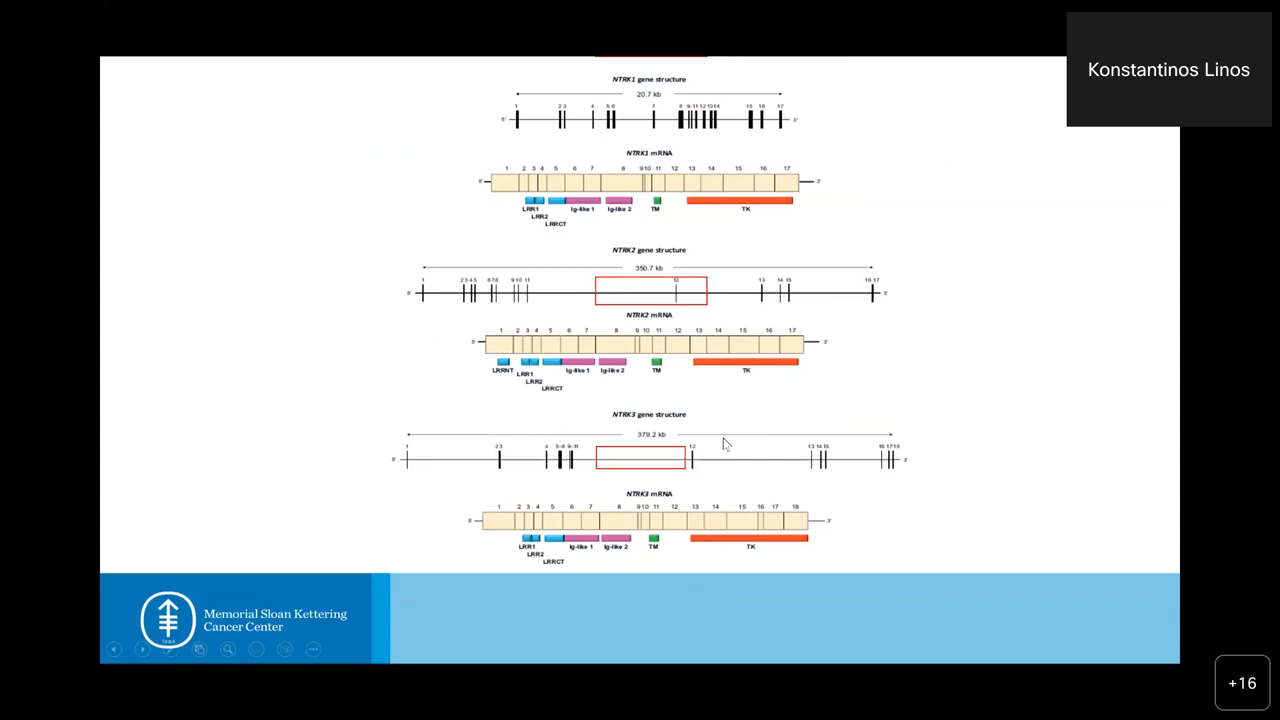 Konstantinos Linos
NTRK1 gene structure
20.7 kb
1 2 3 4 5 6 7 8 9-11 12 13 14 15 16 17
5' 3'
NTRK1 mRNA
1 2 3 4 5 6 7 8 9 10 11 12 13 14 15 16 17
5' 3'
LRR1 Ig-like 1 Ig-like 2 TM TK
LRR2
LRRCT
NTRK2 gene structure
350.7 kb
1 2 3 4 5 6 7 8 9 10 11 12 13 14 15 16 17
5' 3'
NTRK2 mRNA
1 2 3 4 5 6 7 8 9 10 11 12 13 14 15 16 17
5' 3'
LRRNT LRR1 Ig-like 1 Ig-like 2 TM TK
LRR2
LRRCT
NTRK3 gene structure
379.2 kb
1 2 3 4 5-6 9-11 12 13 14 15 16 17 18
5' 3'
NTRK3 mRNA
1 2 3 4 5 6 7 8 9 10 11 12 13 14 15 16 17 18
5' 3'
LRR1 Ig-like 1 Ig-like 2 TM TK
LRR2
LRRCT
Memorial Sloan Kettering
Cancer Center
+16